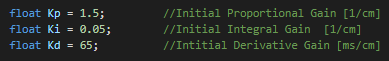 float Kp = 1.5;         //Initial Proportional Gain [1/cm]
float Ki = 0.05;        //Initial Integral Gain  [1/cm]
float Kd = 65;          //Intitial Derivative Gain [ms/cm]